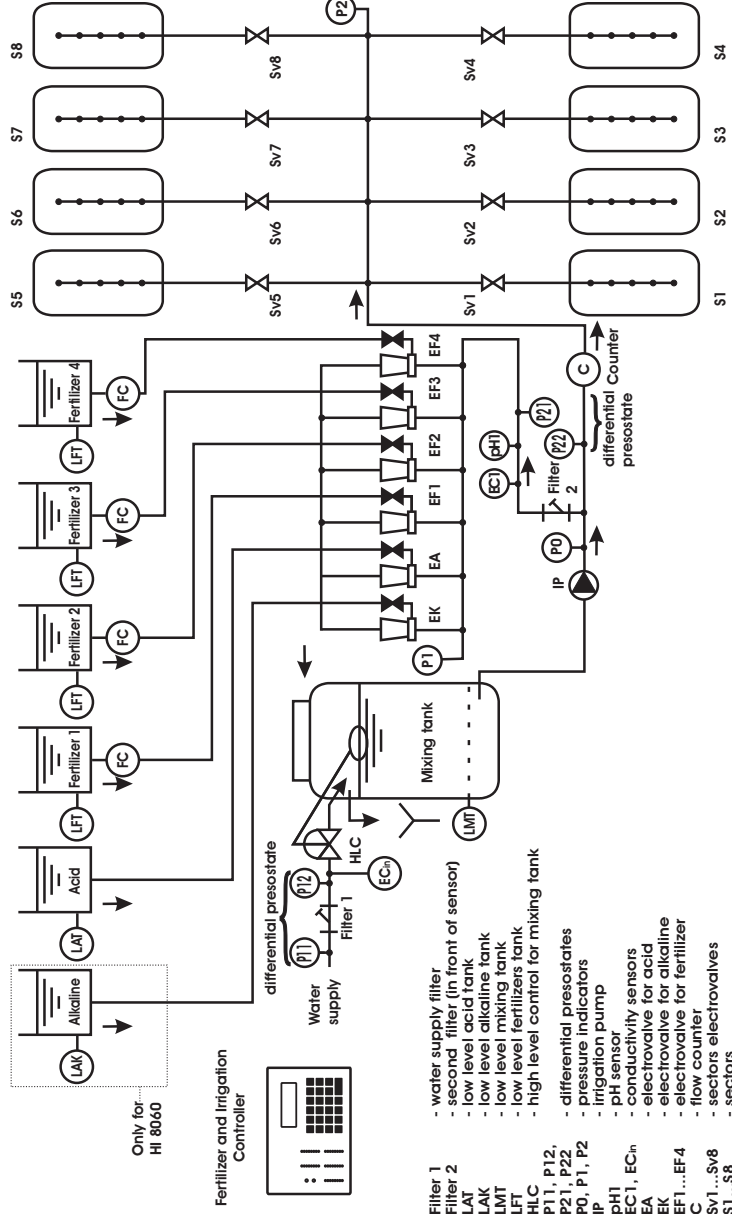 Only for
HI 8060
LAK
Alkaline
LAT
Acid
LFT
Fertilizer 1
FC
LFT
Fertilizer 2
FC
LFT
Fertilizer 3
FC
LFT
Fertilizer 4
FC
S5
S6
S7
S8
Sv5
Sv6
Sv7
Sv8
P2
Sv1
Sv2
Sv3
Sv4
S1
S2
S3
S4
Fertilizer and Irrigation
Controller
differential presostate
P11
P12
Water
supply
Filter 1
HLC
ECin
Mixing tank
LMT
P1
EK
EA
EF1
EF2
EF3
EF4
EC1
pH1
P21
Filter
2
P22
IP
P0
C
differential Counter
presostate
Filter 1 - water supply filter
Filter 2 - second filter (in front of sensor)
LAT - low level acid tank
LAK - low level alkaline tank
LMT - low level mixing tank
LFT - low level fertilizers tank
HLC - high level control for mixing tank
P11, P12,
P21, P22 - differential presostates
P0, P1, P2 - pressure indicators
IP - irrigation pump
pH1 - pH sensor
EC1, ECin - conductivity sensors
EA - electrovalve for acid
EK - electrovalve for alkaline
EF1...EF4 - electrovalve for fertilizer
C - flow counter
Sv1...Sv8 - sectors electrovalves
S1...S8 - sectors